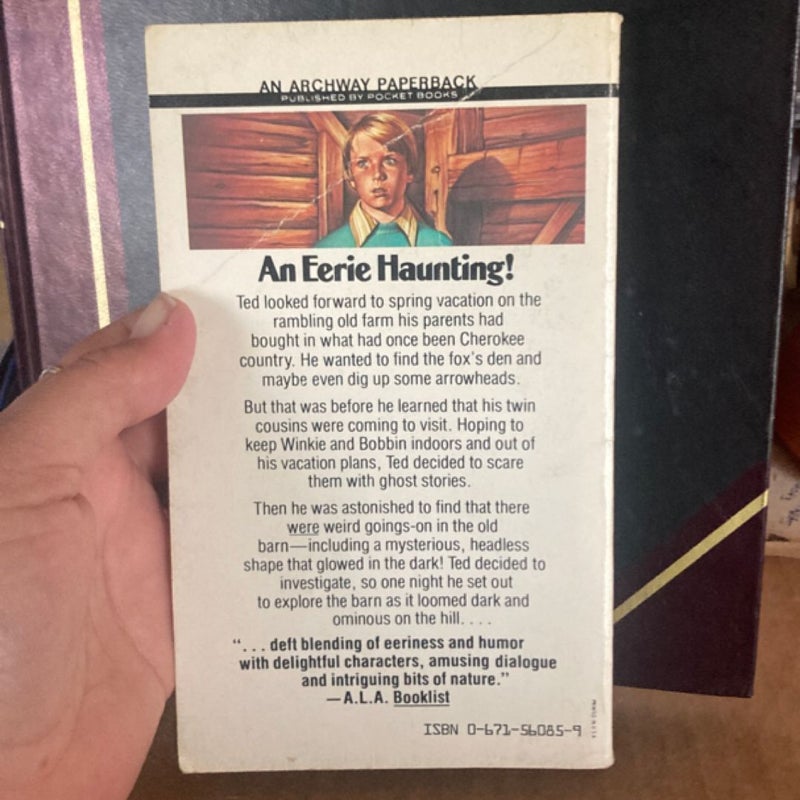 AN ARCHWAY PAPERBACK
PUBLISHED BY POCKET BOOKS
An Eerie Haunting!
Ted looked forward to spring vacation on the
rambling old farm his parents had
bought in what had once been Cherokee
country. He wanted to find the fox's den and
maybe even dig up some arrowheads.
But that was before he learned that his twin
cousins were coming to visit. Hoping to
keep Winkie and Bobbin indoors and out of
his vacation plans, Ted decided to scare
them with ghost stories.
Then he was astonished to find that there
were weird goings-on in the old
barn—including a mysterious, headless
shape that glowed in the dark! Ted decided to
investigate, so one night he set out
to explore the barn as it loomed dark and
ominous on the hill. . . .
“. . . deft blending of eeriness and humor
with delightful characters, amusing dialogue
and intriguing bits of nature.”
—A.L.A. Booklist
ISBN 0-671-56085-9